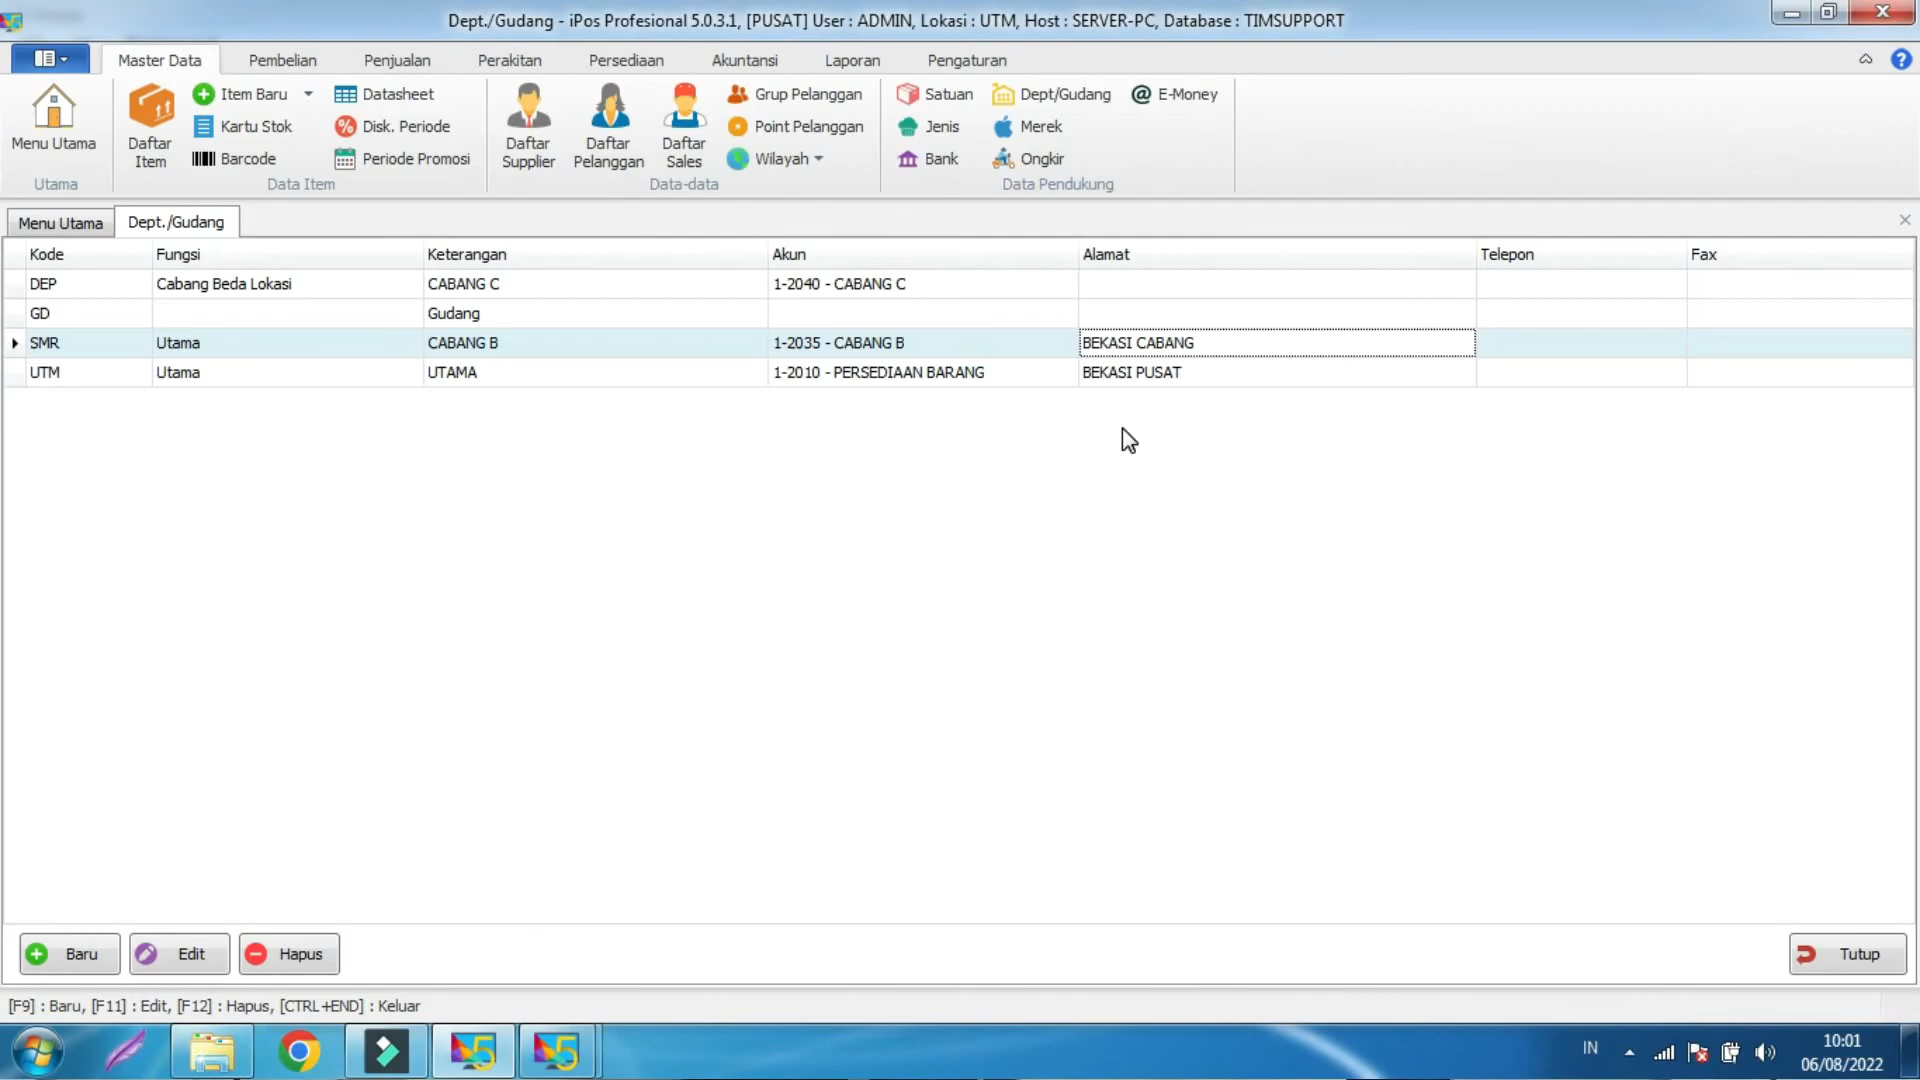 Dept./Gudang - iPos Profesional 5.0.3.1, [PUSAT] User : ADMIN, Lokasi : UTM, Host : SERVER-PC, Database : TIMSUPPORT
Master Data Pembelian Penjualan Perakitan Persediaan Akuntansi Laporan Pengaturan
Menu Utama
Utama
Daftar Item
Item Baru
Kartu Stok
Barcode
Datasheet
Disk. Periode
Periode Promosi
Data Item
Daftar Supplier
Daftar Pelanggan
Daftar Sales
Grup Pelanggan
Point Pelanggan
Wilayah
Data-data
Satuan
Jenis
Bank
Dept/Gudang
Merek
Ongkir
E-Money
Data Pendukung
Menu Utama Dept./Gudang
Kode Fungsi Keterangan Akun Alamat Telepon Fax
DEP Cabang Beda Lokasi CABANG C 1-2040 - CABANG C
GD Gudang
SMR Utama CABANG B 1-2035 - CABANG B BEKASI CABANG
UTM Utama UTAMA 1-2010 - PERSEDIAAN BARANG BEKASI PUSAT
Baru Edit Hapus Tutup
[F9] : Baru, [F11] : Edit, [F12] : Hapus, [CTRL+END] : Keluar
IN 10:01
06/08/2022